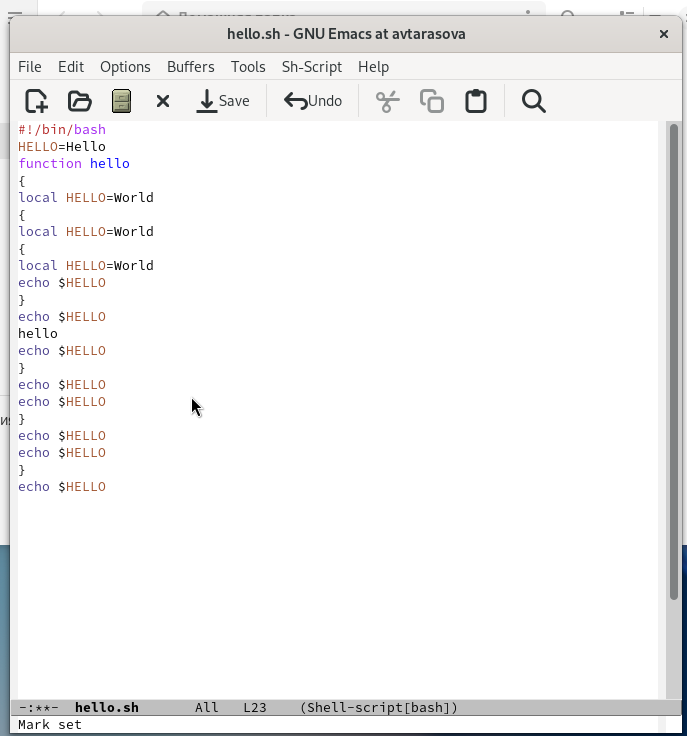 hello.sh - GNU Emacs at avtarasova
File Edit Options Buffers Tools Sh-Script Help
Save Undo
#!/bin/bash
HELLO=Hello
function hello
{
local HELLO=World
{
local HELLO=World
{
local HELLO=World
echo $HELLO
}
echo $HELLO
hello
echo $HELLO
}
echo $HELLO
echo $HELLO
}
echo $HELLO
echo $HELLO
}
echo $HELLO
-:**- hello.sh All L23 (Shell-script[bash])
Mark set